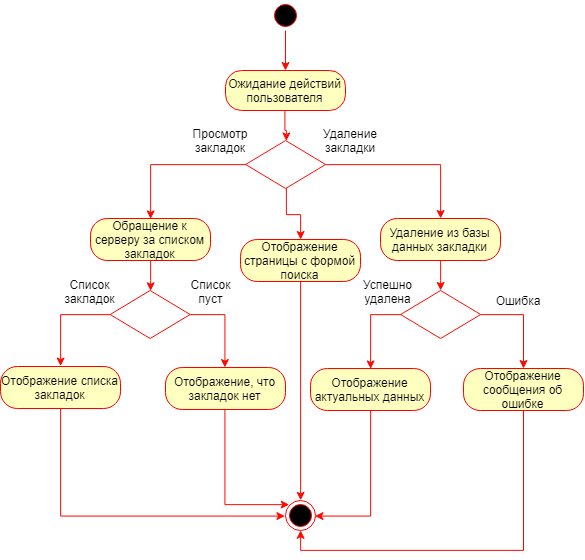 Ожидание действий
пользователя
Просмотр
закладок
Удаление
закладки
Обращение к
серверу за списком
закладок
Отображение
страницы с формой
поиска
Удаление из базы
данных закладки
Список
закладок
Список
пуст
Успешно
удалена
Ошибка
Отображение списка
закладок
Отображение, что
закладок нет
Отображение
актуальных данных
Отображение
сообщения об
ошибке